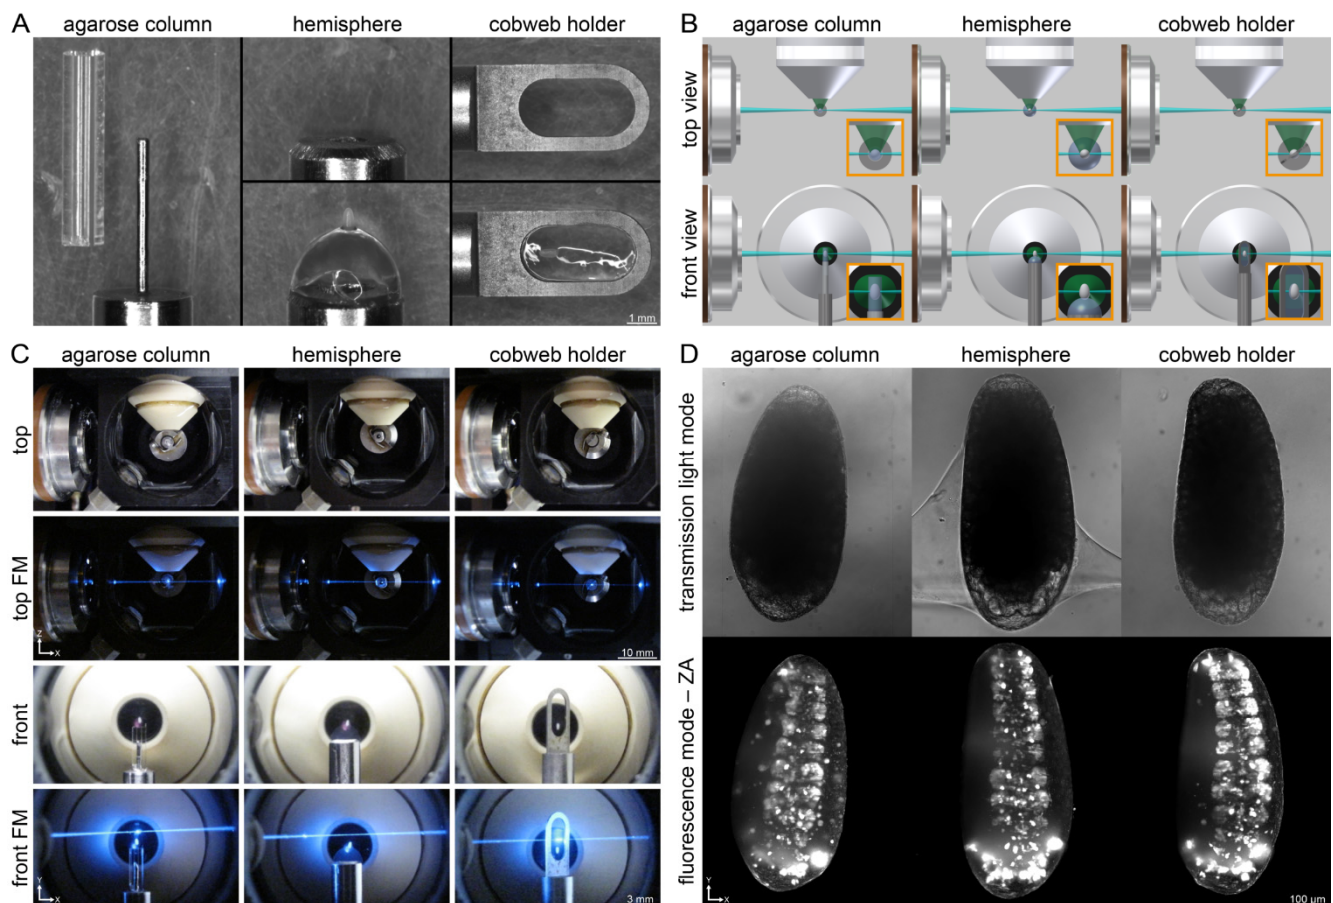 A
agarose column
hemisphere
cobweb holder
1 mm
B
agarose column
hemisphere
cobweb holder
top view
front view
C
agarose column
hemisphere
cobweb holder
top
top FM
Z
X
10 mm
front
front FM
Y
X
3 mm
D
agarose column
hemisphere
cobweb holder
transmission light mode
fluorescence mode – ZA
Y
X
100 µm